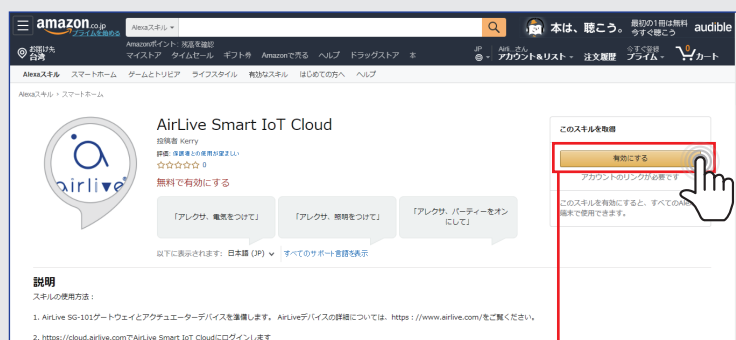 amazon.co.jp
プライムを始める
Alexaスキル
本は、聴こう。
最初の1冊は無料
今すぐ聴こう
audible
お届け先
台湾
Amazonポイント: 残高を確認
マイストア タイムセール ギフト券 Amazonで売る ヘルプ ドラッグストア 本
JP
Airli...さん
アカウント&リスト
注文履歴
今すぐ登録
プライム
0
カート
Alexaスキル スマートホーム ゲームとトリビア ライフスタイル 有効なスキル はじめての方へ ヘルプ
Alexaスキル › スマートホーム
airlive
AirLive Smart IoT Cloud
投稿者 Kerry
評価: 保護者との使用が望ましい
0
無料で有効にする
「アレクサ、電気をつけて」
「アレクサ、照明をつけて」
「アレクサ、パーティーをオン
にして」
以下に表示されます: 日本語 (JP) すべてのサポート言語を表示
このスキルを取得
有効にする
アカウントのリンクが必要です
このスキルを有効にすると、すべてのAlex
端末で使用できます。
説明
スキルの使用方法：
1. AirLive SG-101ゲートウェイとアクチュエーターデバイスを準備します。 AirLiveデバイスの詳細については、https：//www.airlive.com/をご覧ください。
2. https://cloud.airlive.comでAirLive Smart IoT Cloudにログインします